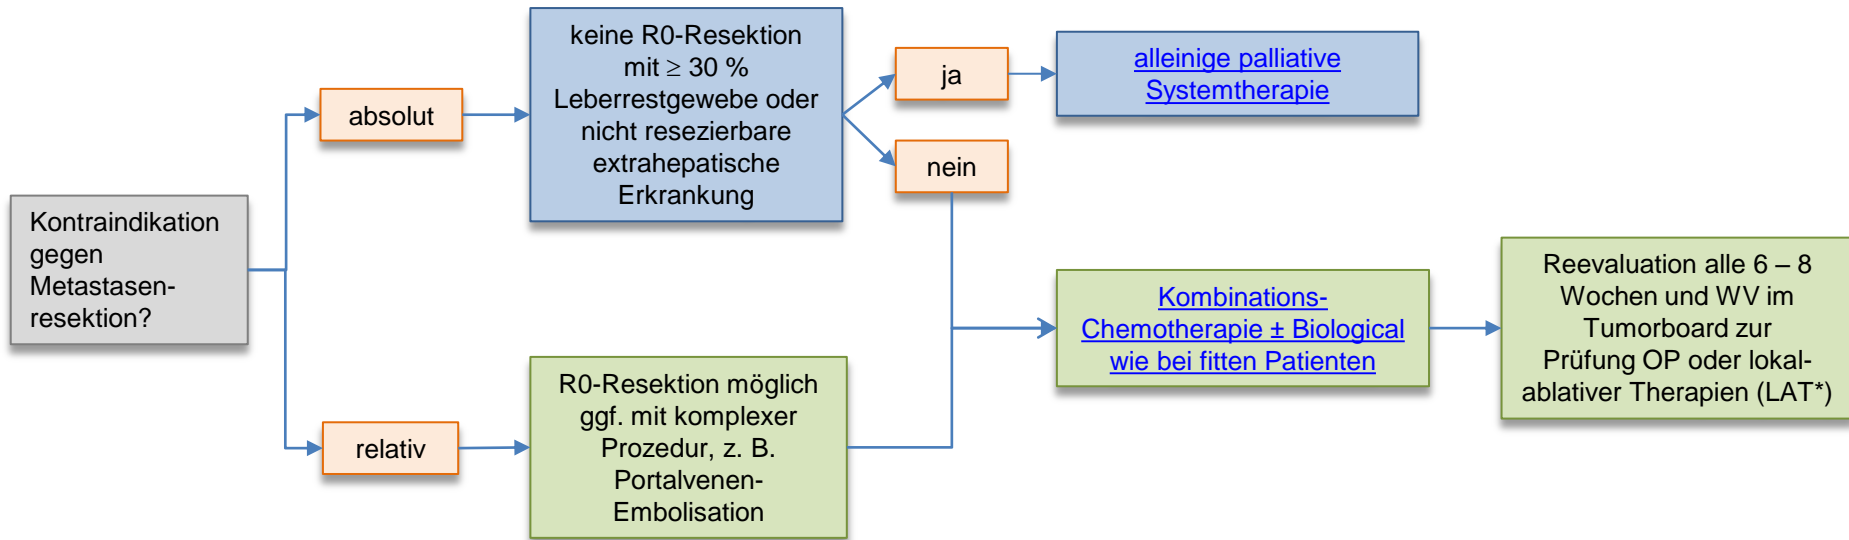 Kontraindikation
gegen
Metastasen-
resektion?
absolut
keine R0-Resektion
mit ≥ 30 %
Leberrestgewebe oder
nicht resezierbare
extrahepatische
Erkrankung
ja
alleinige palliative
Systemtherapie
nein
relativ
R0-Resektion möglich
ggf. mit komplexer
Prozedur, z. B.
Portalvenen-
Embolisation
Kombinations-
Chemotherapie ± Biological
wie bei fitten Patienten
Reevaluation alle 6 – 8
Wochen und WV im
Tumorboard zur
Prüfung OP oder lokal-
ablativer Therapien (LAT*)